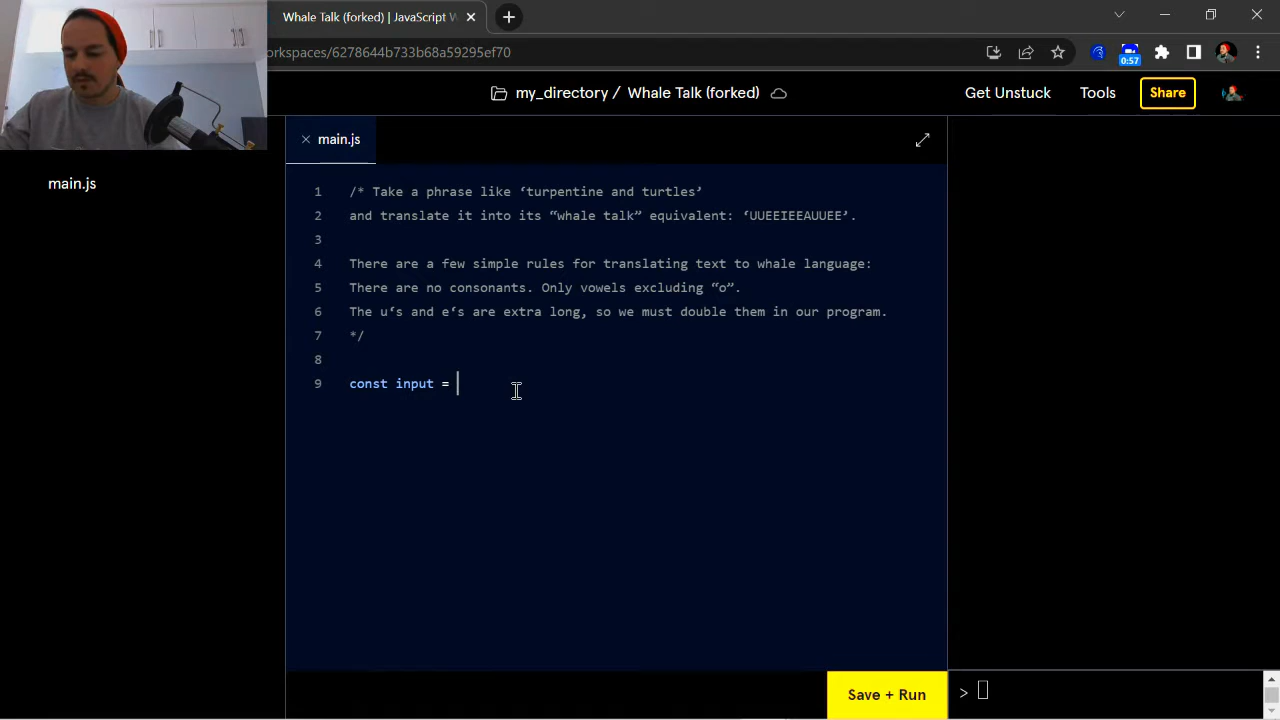 Whale Talk (forked) | JavaScript W
orkspaces/6278644b733b68a59295ef70
0:57
my_directory / Whale Talk (forked)
Get Unstuck
Tools
Share
main.js
main.js
1 /* Take a phrase like ‘turpentine and turtles’
2 and translate it into its “whale talk” equivalent: ‘UUEEIEEAUUEE’.
3
4 There are a few simple rules for translating text to whale language:
5 There are no consonants. Only vowels excluding “o”.
6 The u‘s and e‘s are extra long, so we must double them in our program.
7 */
8
9 const input =
Save + Run
>